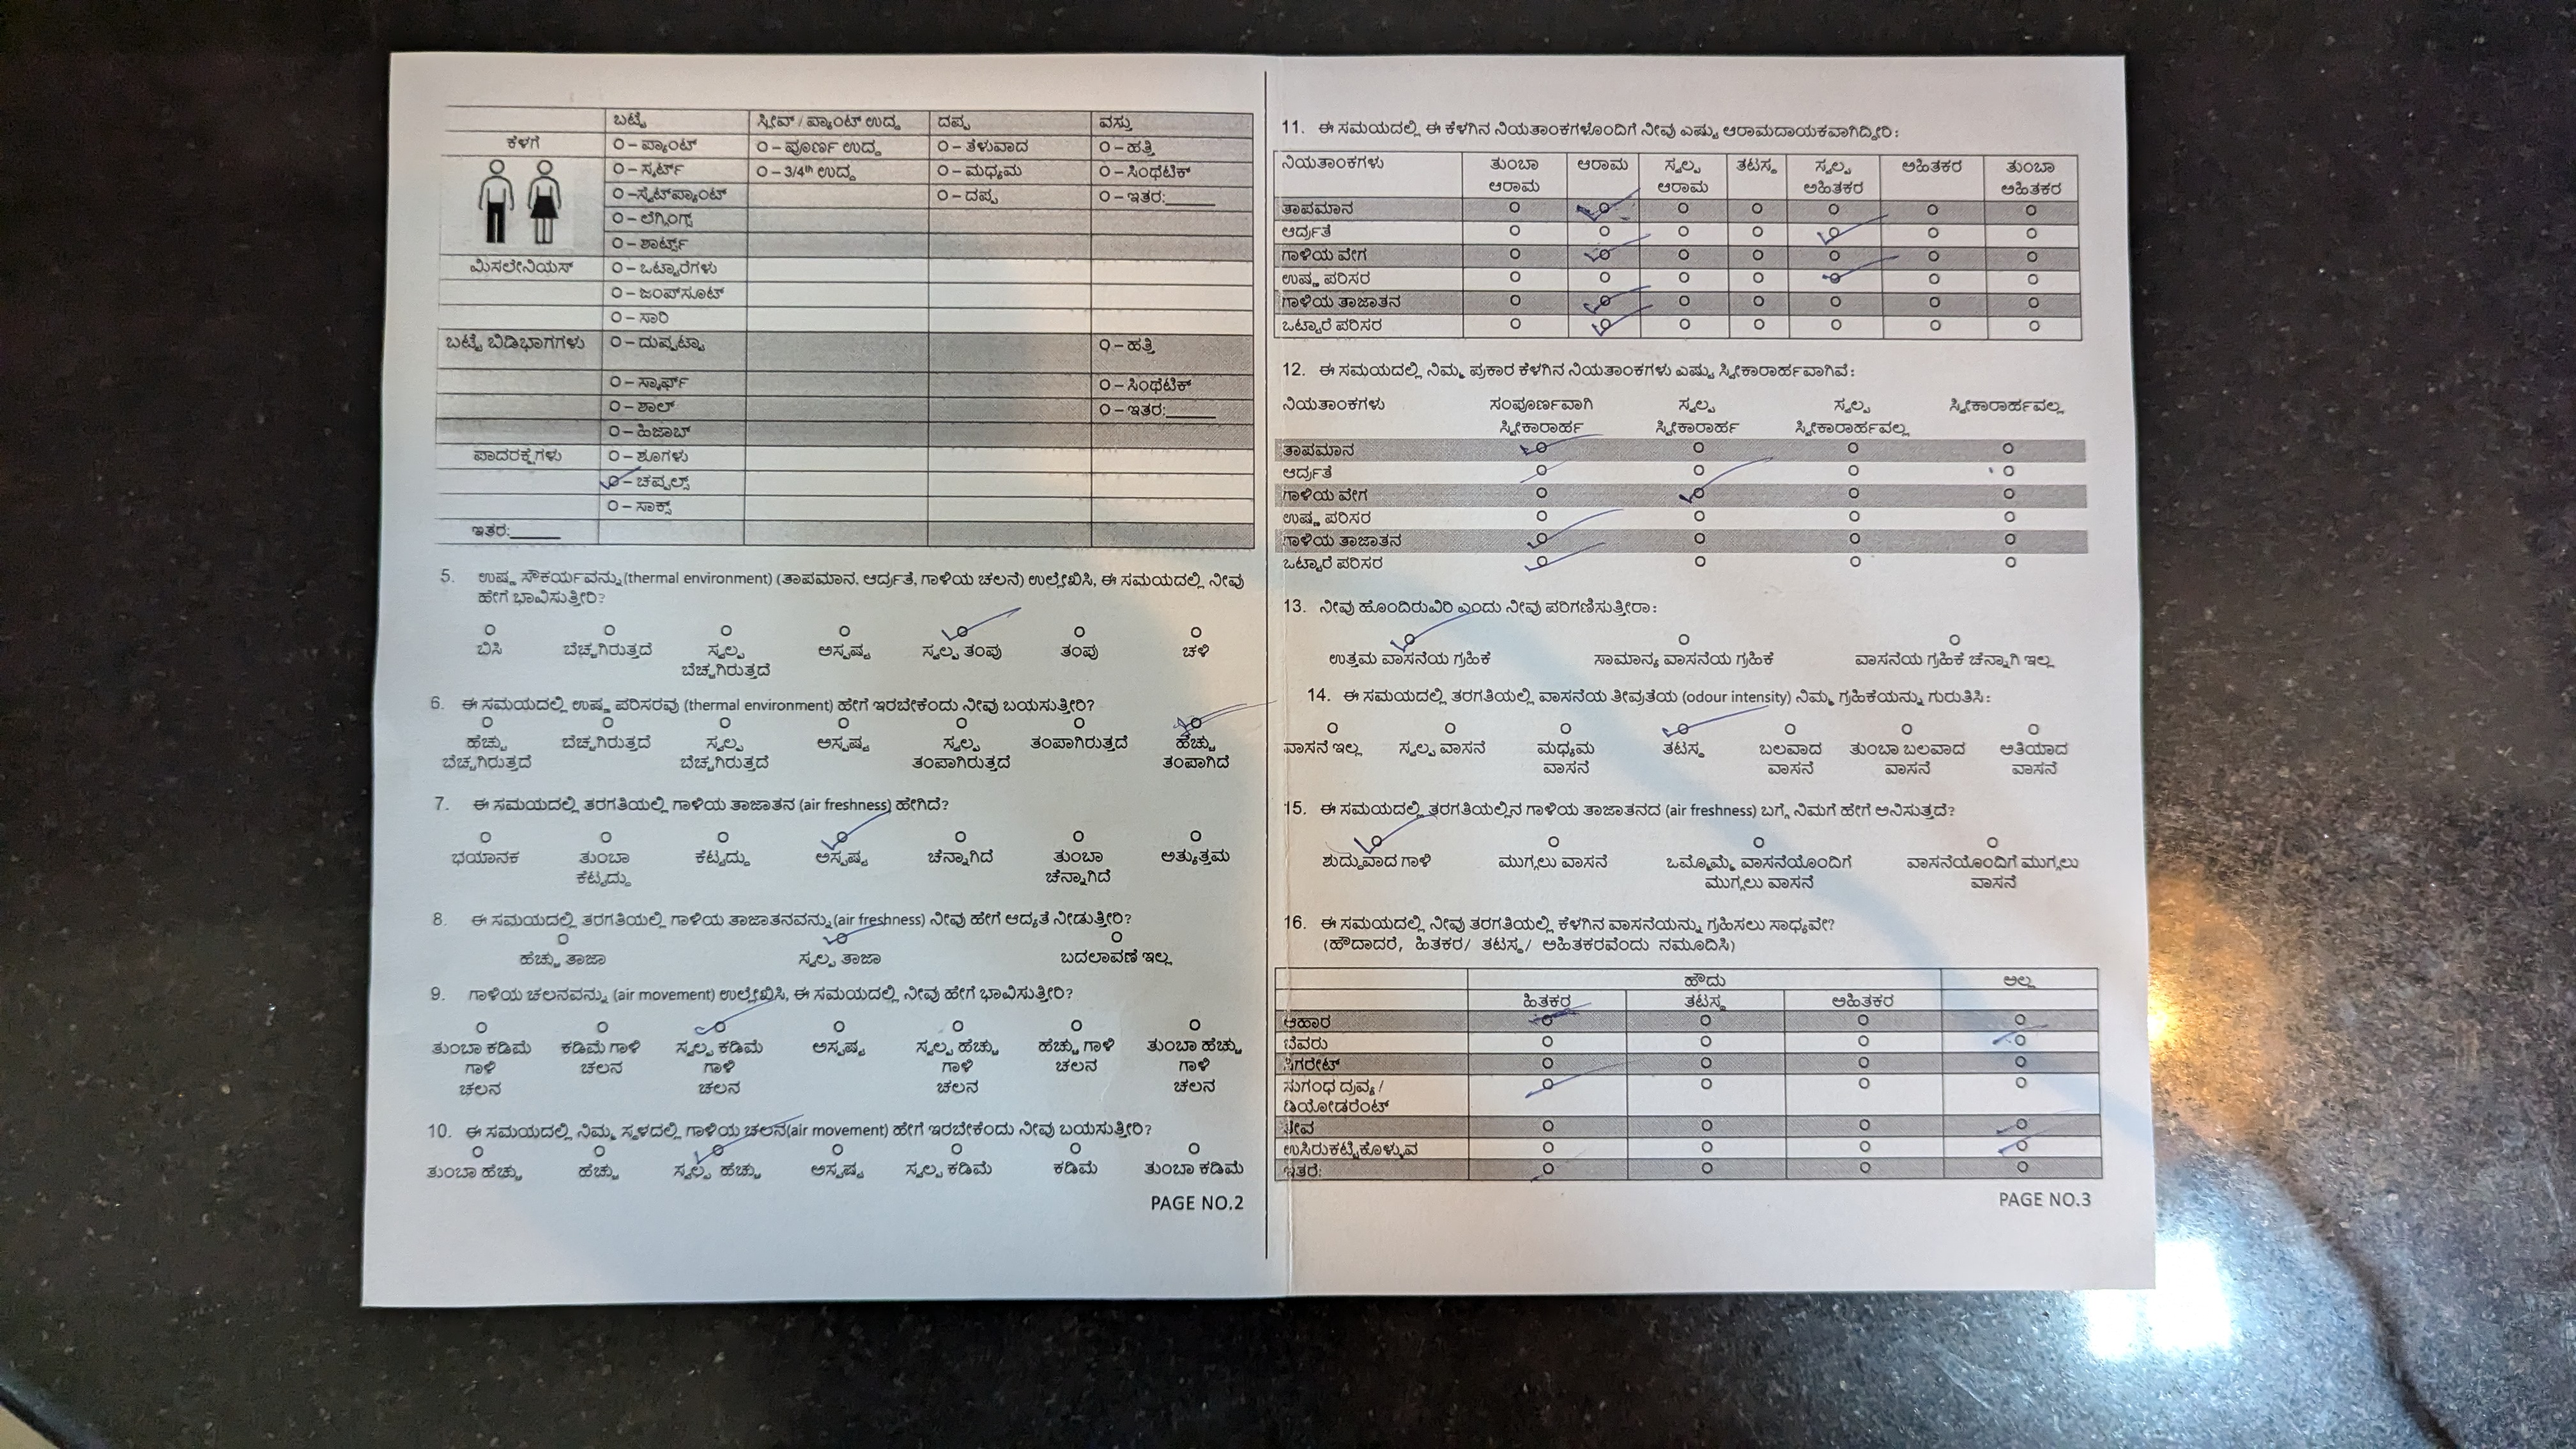 ಬಟ್ಟೆ ಸ್ಲೀವ್ / ಪ್ಯಾಂಟ್ ಉದ್ದ ದಪ್ಪ ವಸ್ತು
ಕೆಳಗೆ O – ಪ್ಯಾಂಟ್ O – ಪೂರ್ಣ ಉದ್ದ O – ತೆಳುವಾದ O – ಹತ್ತಿ
O – ಸ್ಕರ್ಟ್ O – 3/4th ಉದ್ದ O – ಮಧ್ಯಮ O – ಸಿಂಥೆಟಿಕ್
O –ಸ್ವೆಟ್‌ಪ್ಯಾಂಟ್ O – ದಪ್ಪ O – ಇತರ:______
O – ಲೆಗ್ಗಿಂಗ್ಸ್
O – ಶಾರ್ಟ್ಸ್
ಮಿಸಲೇನಿಯಸ್ O – ಒಟ್ಟಾರೆಗಳು
O – ಜಂಪ್‌ಸೂಟ್
O – ಸಾರಿ
ಬಟ್ಟೆ ಬಿಡಿಭಾಗಗಳು O – ದುಪ್ಪಟ್ಟಾ O – ಹತ್ತಿ
O – ಸ್ಕಾರ್ಫ್ O – ಸಿಂಥೆಟಿಕ್
O – ಶಾಲ್ O – ಇತರ:______
O – ಹಿಜಾಬ್
ಪಾದರಕ್ಷೆಗಳು O – ಶೂಗಳು
O – ಚಪ್ಪಲ್ಸ್
O – ಸಾಕ್ಸ್
ಇತರ:______
5. ಉಷ್ಣ ಸೌಕರ್ಯವನ್ನು (thermal environment) (ತಾಪಮಾನ, ಆರ್ದ್ರತೆ, ಗಾಳಿಯ ಚಲನೆ) ಉಲ್ಲೇಖಿಸಿ, ಈ ಸಮಯದಲ್ಲಿ ನೀವು
ಹೇಗೆ ಭಾವಿಸುತ್ತೀರಿ?
ಬಿಸಿ ಬೆಚ್ಚಗಿರುತ್ತದೆ ಸ್ವಲ್ಪ ಅಸ್ಪಷ್ಟ ಸ್ವಲ್ಪ ತಂಪು ತಂಪು ಚಳಿ
ಬೆಚ್ಚಗಿರುತ್ತದೆ
6. ಈ ಸಮಯದಲ್ಲಿ ಉಷ್ಣ ಪರಿಸರವು (thermal environment) ಹೇಗೆ ಇರಬೇಕೆಂದು ನೀವು ಬಯಸುತ್ತೀರಿ?
ಹೆಚ್ಚು ಬೆಚ್ಚಗಿರುತ್ತದೆ ಸ್ವಲ್ಪ ಅಸ್ಪಷ್ಟ ಸ್ವಲ್ಪ ತಂಪಾಗಿರುತ್ತದೆ ಹೆಚ್ಚು
ಬೆಚ್ಚಗಿರುತ್ತದೆ ಬೆಚ್ಚಗಿರುತ್ತದೆ ತಂಪಾಗಿರುತ್ತದೆ ತಂಪಾಗಿದೆ
7. ಈ ಸಮಯದಲ್ಲಿ ತರಗತಿಯಲ್ಲಿ ಗಾಳಿಯ ತಾಜಾತನ (air freshness) ಹೇಗಿದೆ?
ಭಯಾನಕ ತುಂಬಾ ಕೆಟ್ಟದ್ದು ಅಸ್ಪಷ್ಟ ಚೆನ್ನಾಗಿದೆ ತುಂಬಾ ಅತ್ಯುತ್ತಮ
ಕೆಟ್ಟದ್ದು ಚೆನ್ನಾಗಿದೆ
8. ಈ ಸಮಯದಲ್ಲಿ ತರಗತಿಯಲ್ಲಿ ಗಾಳಿಯ ತಾಜಾತನವನ್ನು (air freshness) ನೀವು ಹೇಗೆ ಆದ್ಯತೆ ನೀಡುತ್ತೀರಿ?
ಹೆಚ್ಚು ತಾಜಾ ಸ್ವಲ್ಪ ತಾಜಾ ಬದಲಾವಣೆ ಇಲ್ಲ
9. ಗಾಳಿಯ ಚಲನವನ್ನು (air movement) ಉಲ್ಲೇಖಿಸಿ, ಈ ಸಮಯದಲ್ಲಿ ನೀವು ಹೇಗೆ ಭಾವಿಸುತ್ತೀರಿ?
ತುಂಬಾ ಕಡಿಮೆ ಕಡಿಮೆ ಗಾಳಿ ಸ್ವಲ್ಪ ಕಡಿಮೆ ಅಸ್ಪಷ್ಟ ಸ್ವಲ್ಪ ಹೆಚ್ಚು ಹೆಚ್ಚು ಗಾಳಿ ತುಂಬಾ ಹೆಚ್ಚು
ಗಾಳಿ ಚಲನ ಗಾಳಿ ಗಾಳಿ ಚಲನ ಗಾಳಿ
ಚಲನ ಚಲನ ಚಲನ ಚಲನ
10. ಈ ಸಮಯದಲ್ಲಿ ನಿಮ್ಮ ಸ್ಥಳದಲ್ಲಿ ಗಾಳಿಯ ಚಲನ(air movement) ಹೇಗೆ ಇರಬೇಕೆಂದು ನೀವು ಬಯಸುತ್ತೀರಿ?
ತುಂಬಾ ಹೆಚ್ಚು ಹೆಚ್ಚು ಸ್ವಲ್ಪ ಹೆಚ್ಚು ಅಸ್ಪಷ್ಟ ಸ್ವಲ್ಪ ಕಡಿಮೆ ಕಡಿಮೆ ತುಂಬಾ ಕಡಿಮೆ
PAGE NO.2
11. ಈ ಸಮಯದಲ್ಲಿ ಈ ಕೆಳಗಿನ ನಿಯತಾಂಕಗಳೊಂದಿಗೆ ನೀವು ಎಷ್ಟು ಆರಾಮದಾಯಕವಾಗಿದ್ದೀರಿ:
ನಿಯತಾಂಕಗಳು ತುಂಬಾ ಆರಾಮ ಸ್ವಲ್ಪ ತಟಸ್ಥ ಸ್ವಲ್ಪ ಅಹಿತಕರ ತುಂಬಾ
ಆರಾಮ ಆರಾಮ ಅಹಿತಕರ ಅಹಿತಕರ
ತಾಪಮಾನ
ಆರ್ದ್ರತೆ
ಗಾಳಿಯ ವೇಗ
ಉಷ್ಣ ಪರಿಸರ
ಗಾಳಿಯ ತಾಜಾತನ
ಒಟ್ಟಾರೆ ಪರಿಸರ
12. ಈ ಸಮಯದಲ್ಲಿ ನಿಮ್ಮ ಪ್ರಕಾರ ಕೆಳಗಿನ ನಿಯತಾಂಕಗಳು ಎಷ್ಟು ಸ್ವೀಕಾರಾರ್ಹವಾಗಿವೆ:
ನಿಯತಾಂಕಗಳು ಸಂಪೂರ್ಣವಾಗಿ ಸ್ವಲ್ಪ ಸ್ವಲ್ಪ ಸ್ವೀಕಾರಾರ್ಹವಲ್ಲ
ಸ್ವೀಕಾರಾರ್ಹ ಸ್ವೀಕಾರಾರ್ಹ ಸ್ವೀಕಾರಾರ್ಹವಲ್ಲ
ತಾಪಮಾನ
ಆರ್ದ್ರತೆ
ಗಾಳಿಯ ವೇಗ
ಉಷ್ಣ ಪರಿಸರ
ಗಾಳಿಯ ತಾಜಾತನ
ಒಟ್ಟಾರೆ ಪರಿಸರ
13. ನೀವು ಹೊಂದಿರುವಿರಿ ಎಂದು ನೀವು ಪರಿಗಣಿಸುತ್ತೀರಾ:
ಉತ್ತಮ ವಾಸನೆಯ ಗ್ರಹಿಕೆ ಸಾಮಾನ್ಯ ವಾಸನೆಯ ಗ್ರಹಿಕೆ ವಾಸನೆಯ ಗ್ರಹಿಕೆ ಚೆನ್ನಾಗಿ ಇಲ್ಲ
14. ಈ ಸಮಯದಲ್ಲಿ ತರಗತಿಯಲ್ಲಿ ವಾಸನೆಯ ತೀವ್ರತೆಯ (odour intensity) ನಿಮ್ಮ ಗ್ರಹಿಕೆಯನ್ನು ಗುರುತಿಸಿ:
ವಾಸನೆ ಇಲ್ಲ ಸ್ವಲ್ಪ ವಾಸನೆ ಮಧ್ಯಮ ತಟಸ್ಥ ಬಲವಾದ ತುಂಬಾ ಬಲವಾದ ಅತಿಯಾದ
ವಾಸನೆ ವಾಸನೆ ವಾಸನೆ ವಾಸನೆ
15. ಈ ಸಮಯದಲ್ಲಿ ತರಗತಿಯಲ್ಲಿನ ಗಾಳಿಯ ತಾಜಾತನದ (air freshness) ಬಗ್ಗೆ ನಿಮಗೆ ಹೇಗೆ ಅನಿಸುತ್ತದೆ?
ಶುದ್ಧವಾದ ಗಾಳಿ ಮುಗ್ಗಲು ವಾಸನೆ ಒಮ್ಮೊಮ್ಮೆ ವಾಸನೆಯೊಂದಿಗೆ ವಾಸನೆಯೊಂದಿಗೆ ಮುಗ್ಗಲು
ಮುಗ್ಗಲು ವಾಸನೆ ವಾಸನೆ
16. ಈ ಸಮಯದಲ್ಲಿ ನೀವು ತರಗತಿಯಲ್ಲಿ ಕೆಳಗಿನ ವಾಸನೆಯನ್ನು ಗ್ರಹಿಸಲು ಸಾಧ್ಯವೇ?
(ಹೌದಾದರೆ, ಹಿತಕರ/ ತಟಸ್ಥ/ ಅಹಿತಕರವೆಂದು ನಮೂದಿಸಿ)
ಹೌದು ಅಲ್ಲ
ಹಿತಕರ ತಟಸ್ಥ ಅಹಿತಕರ
ಆಹಾರ
ಬೆವರು
ಸಿಗರೇಟ್
ಸುಗಂಧ ದ್ರವ್ಯ /
ಡಿಯೋಡರೆಂಟ್
ಉಸಿರುಕಟ್ಟಿಕೊಳ್ಳುವ
ಇತರೆ:
PAGE NO.3